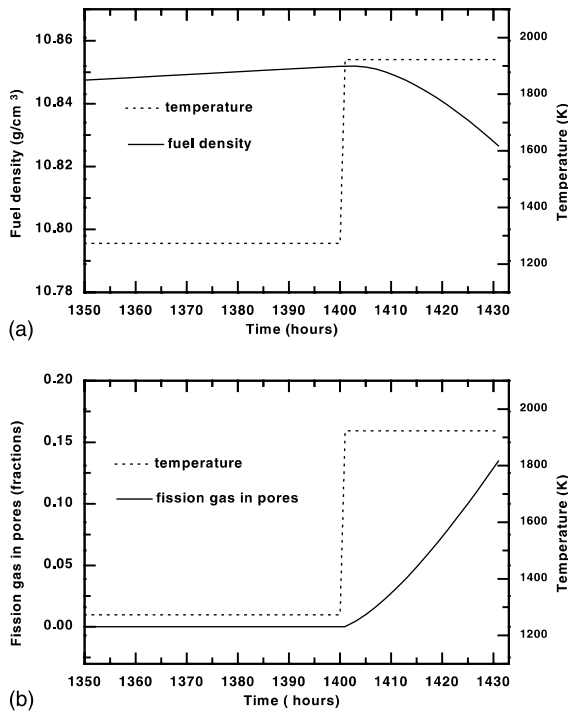 10.86
10.84
10.82
10.80
10.78
Fuel density (g/cm 3)
temperature
fuel density
2000
1800
1600
1400
1200
Temperature (K)
1350 1360 1370 1380 1390 1400 1410 1420 1430
Time (hours)
(a)
0.20
0.15
0.10
0.05
0.00
Fission gas in pores (fractions)
temperature
fission gas in pores
2000
1800
1600
1400
1200
Temperature (K)
1350 1360 1370 1380 1390 1400 1410 1420 1430
Time ( hours)
(b)